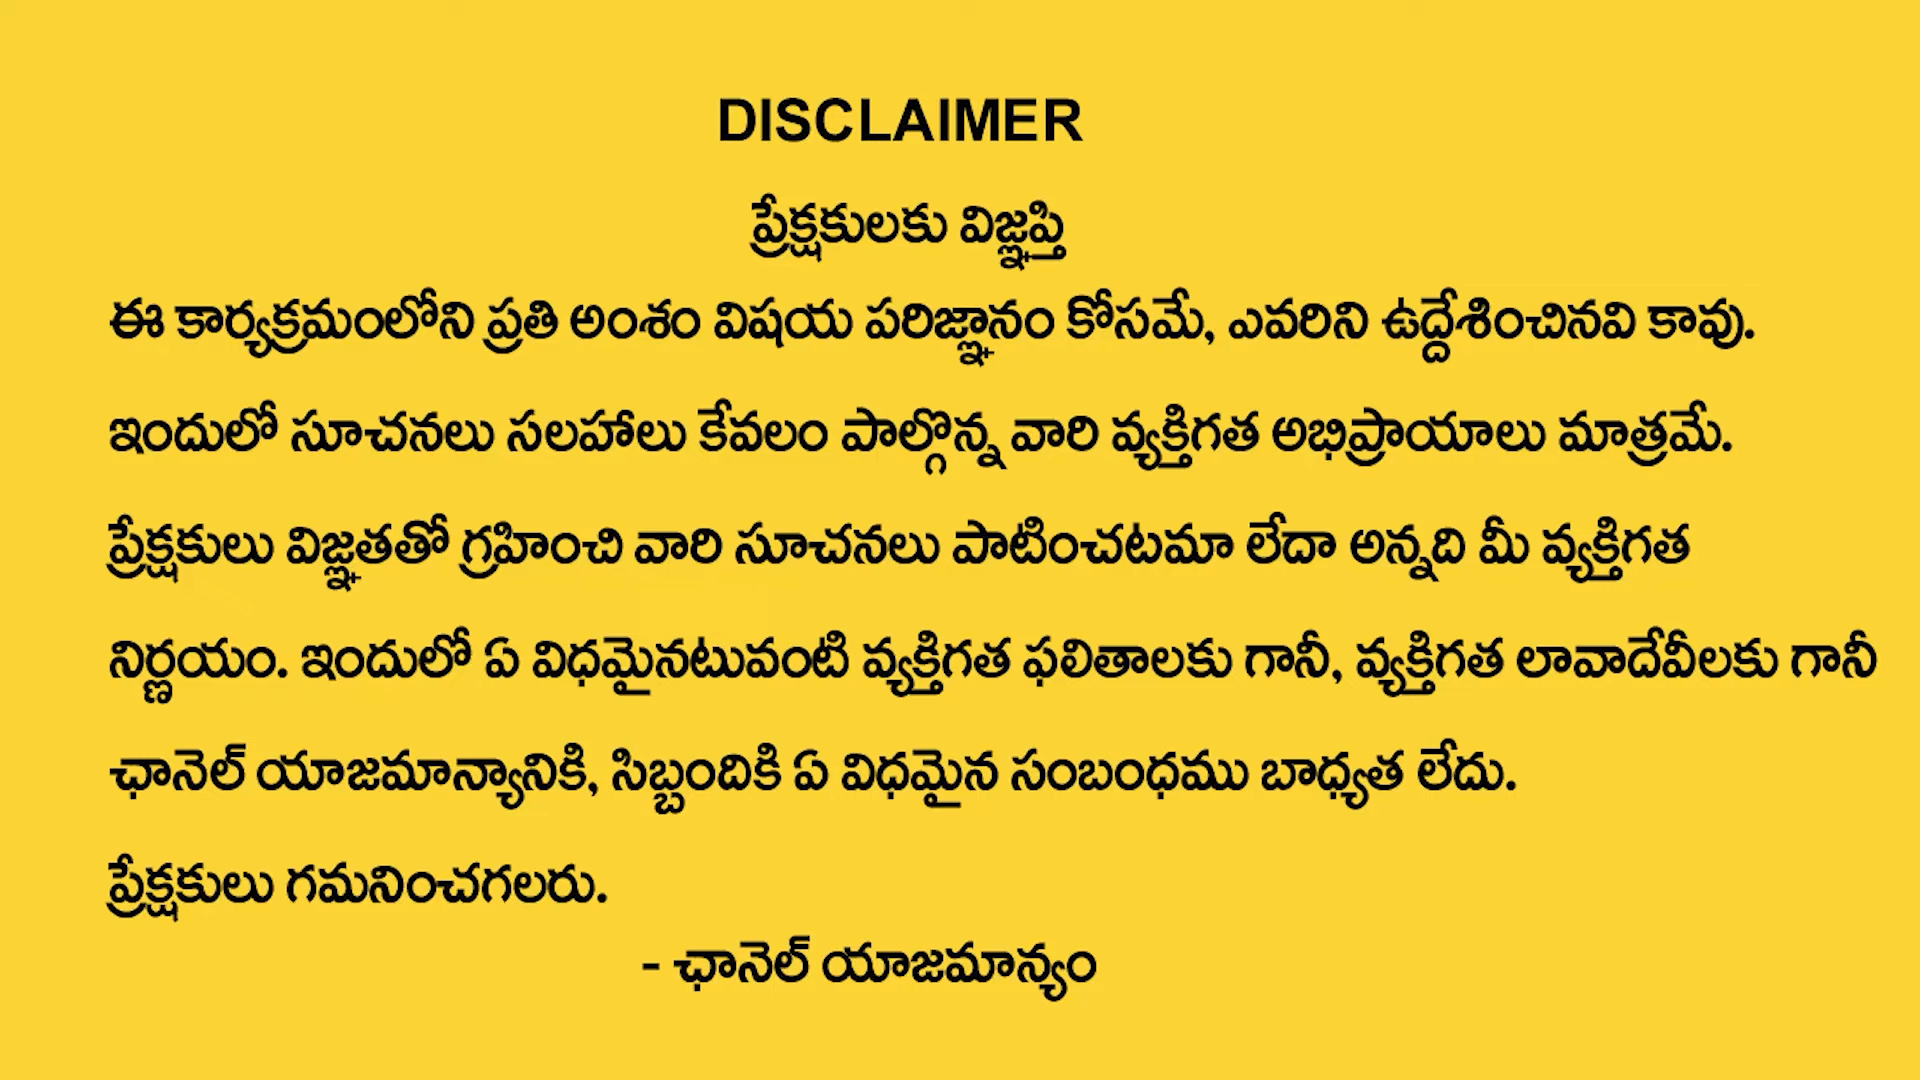 DISCLAIMER
ప్రేక్షకులకు విజ్ఞప్తి
ఈ కార్యక్రమంలోని ప్రతి అంశం విషయ పరిజ్ఞానం కోసమే, ఎవరిని ఉద్దేశించినవి కావు.
ఇందులో సూచనలు సలహాలు కేవలం పాల్గొన్న వారి వ్యక్తిగత అభిప్రాయాలు మాత్రమే.
ప్రేక్షకులు విజ్ఞతతో గ్రహించి వారి సూచనలు పాటించటమా లేదా అన్నది మీ వ్యక్తిగత
నిర్ణయం. ఇందులో ఏ విధమైనటువంటి వ్యక్తిగత ఫలితాలకు గానీ, వ్యక్తిగత లావాదేవీలకు గానీ
ఛానెల్ యాజమాన్యానికి, సిబ్బందికి ఏ విధమైన సంబంధము బాధ్యత లేదు.
ప్రేక్షకులు గమనించగలరు.
- ఛానెల్ యాజమాన్యం